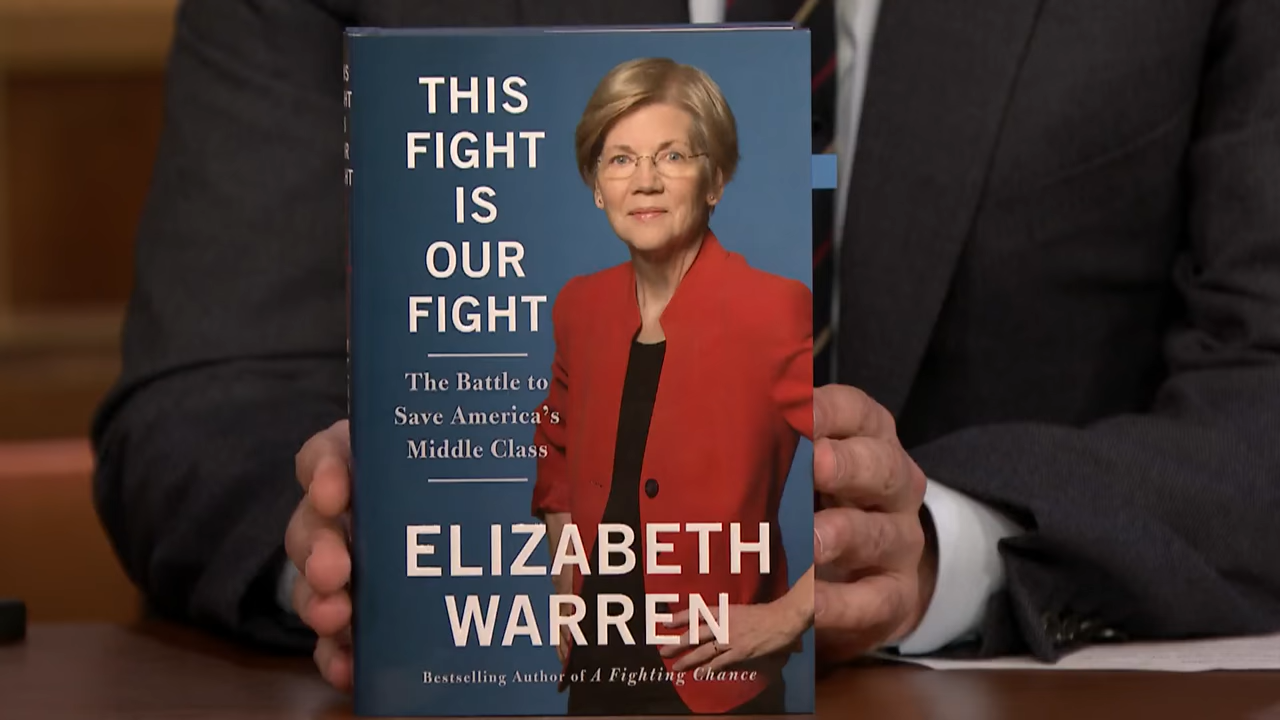 THIS
FIGHT
IS
OUR
FIGHT
The Battle to
Save America's
Middle Class
ELIZABETH
WARREN
Bestselling Author of A Fighting Chance